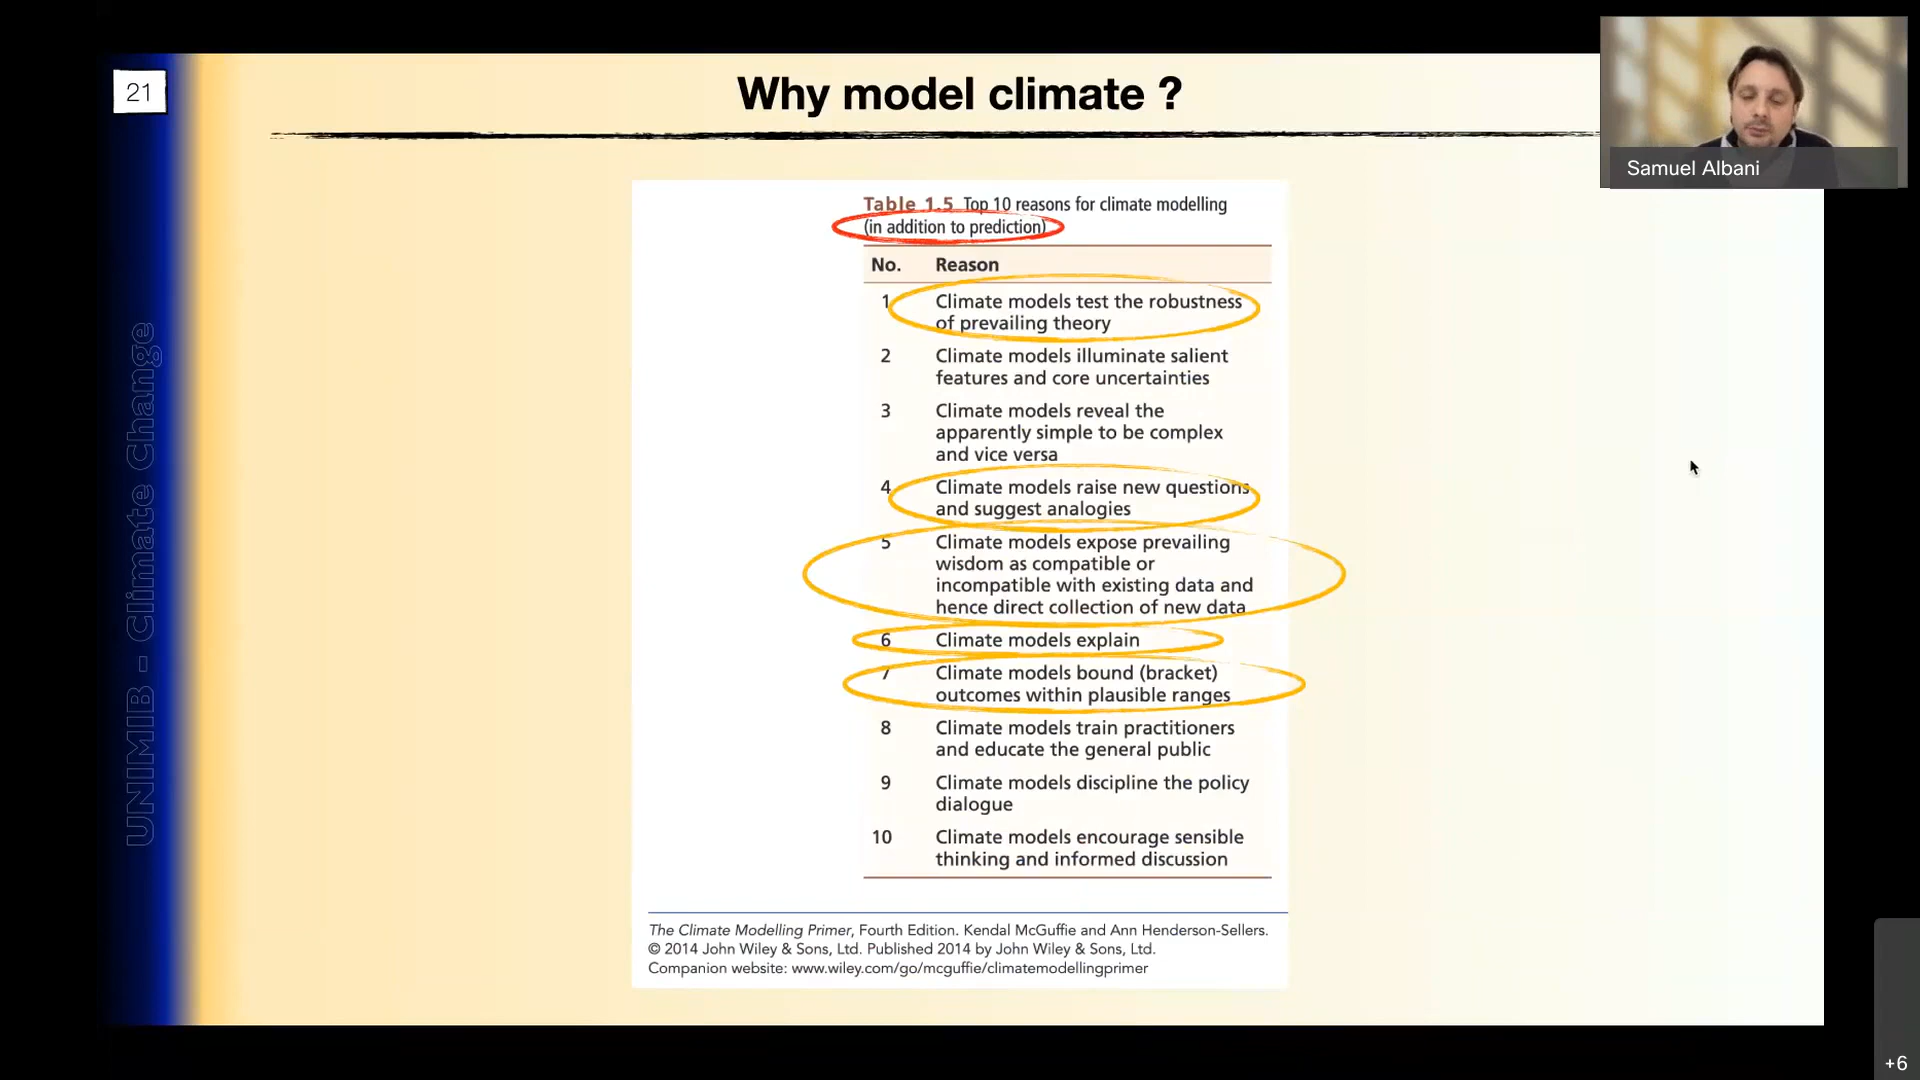 21
Why model climate ?
Samuel Albani
UNIMIB - Climate Change
Table 1.5 Top 10 reasons for climate modelling
(in addition to prediction)
No. Reason
1 Climate models test the robustness
of prevailing theory
2 Climate models illuminate salient
features and core uncertainties
3 Climate models reveal the
apparently simple to be complex
and vice versa
4 Climate models raise new questions
and suggest analogies
5 Climate models expose prevailing
wisdom as compatible or
incompatible with existing data and
hence direct collection of new data
6 Climate models explain
7 Climate models bound (bracket)
outcomes within plausible ranges
8 Climate models train practitioners
and educate the general public
9 Climate models discipline the policy
dialogue
10 Climate models encourage sensible
thinking and informed discussion
The Climate Modelling Primer, Fourth Edition. Kendal McGuffie and Ann Henderson-Sellers.
© 2014 John Wiley & Sons, Ltd. Published 2014 by John Wiley & Sons, Ltd.
Companion website: www.wiley.com/go/mcguffie/climatemodellingprimer
+6